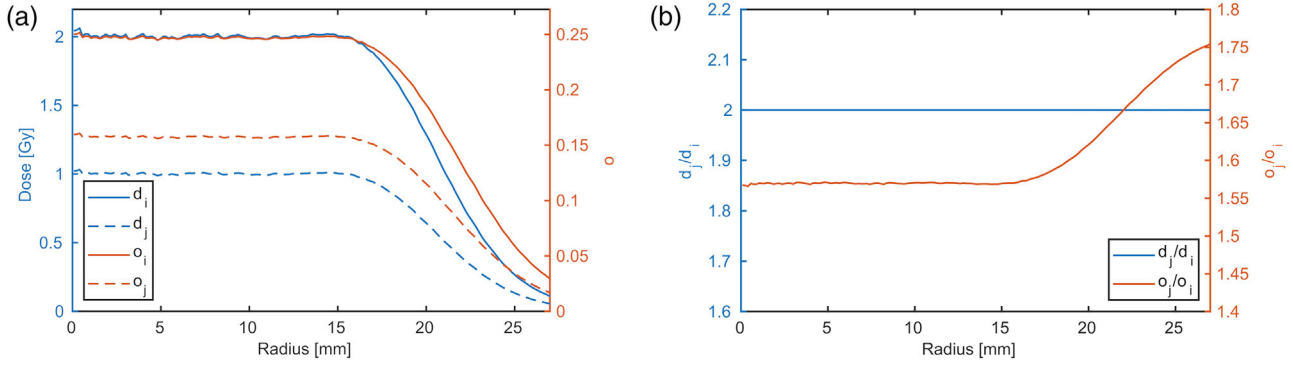 (a)
2
1.5
1
0.5
0
Dose [Gy]
0.25
0.2
0.15
0.1
0.05
0
o
d_i
d_j
o_i
o_j
0 5 10 15 20 25
Radius [mm]
(b)
2.2
2.1
2
1.9
1.8
1.7
1.6
d_j/d_i
1.8
1.75
1.7
1.65
1.6
1.55
1.5
1.45
1.4
o_j/o_i
d_j/d_i
o_j/o_i
0 5 10 15 20 25
Radius [mm]